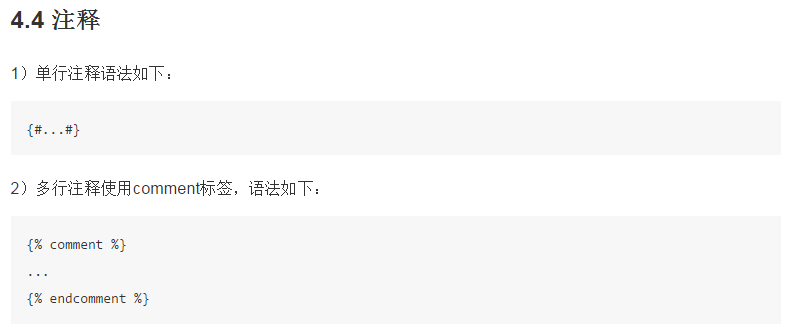 4.4 注释
1）单行注释语法如下：
{#...#}
2）多行注释使用comment标签，语法如下：
{% comment %}
...
{% endcomment %}